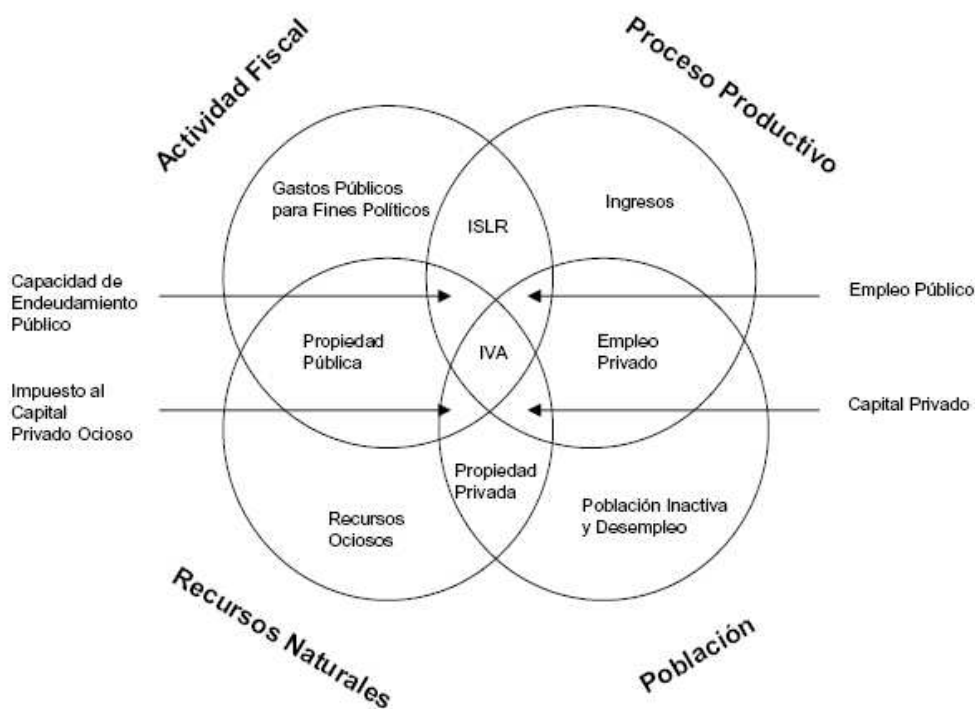 Actividad Fiscal
Proceso Productivo
Gastos Públicos
para Fines Políticos
ISLR
Ingresos
Capacidad de
Endeudamiento
Público
Empleo Público
Propiedad
Pública
IVA
Empleo
Privado
Impuesto al
Capital
Privado Ocioso
Capital Privado
Propiedad
Privada
Recursos
Ociosos
Población Inactiva
y Desempleo
Recursos Naturales
Población